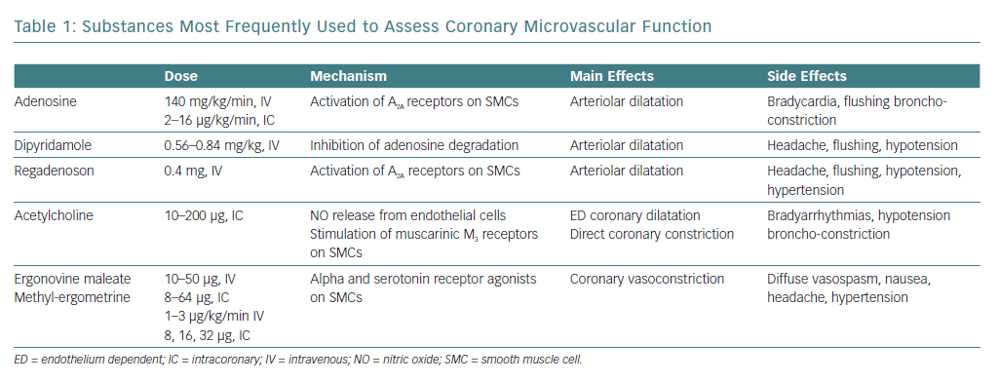 Table 1: Substances Most Frequently Used to Assess Coronary Microvascular Function
Dose Mechanism Main Effects Side Effects
Adenosine 140 mg/kg/min, IV Activation of A2A receptors on SMCs Arteriolar dilatation Bradycardia, flushing broncho-
2–16 µg/kg/min, IC constriction
Dipyridamole 0.56–0.84 mg/kg, IV Inhibition of adenosine degradation Arteriolar dilatation Headache, flushing, hypotension
Regadenoson 0.4 mg, IV Activation of A2A receptors on SMCs Arteriolar dilatation Headache, flushing, hypotension,
hypertension
Acetylcholine 10–200 µg, IC NO release from endothelial cells ED coronary dilatation Bradyarrhythmias, hypotension
Stimulation of muscarinic M3 receptors Direct coronary constriction broncho-constriction
on SMCs
Ergonovine maleate 10–50 µg, IV Alpha and serotonin receptor agonists Coronary vasoconstriction Diffuse vasospasm, nausea,
Methyl-ergometrine 8–64 µg, IC on SMCs headache, hypertension
1–3 µg/kg/min IV
8, 16, 32 µg, IC
ED = endothelium dependent; IC = intracoronary; IV = intravenous; NO = nitric oxide; SMC = smooth muscle cell.